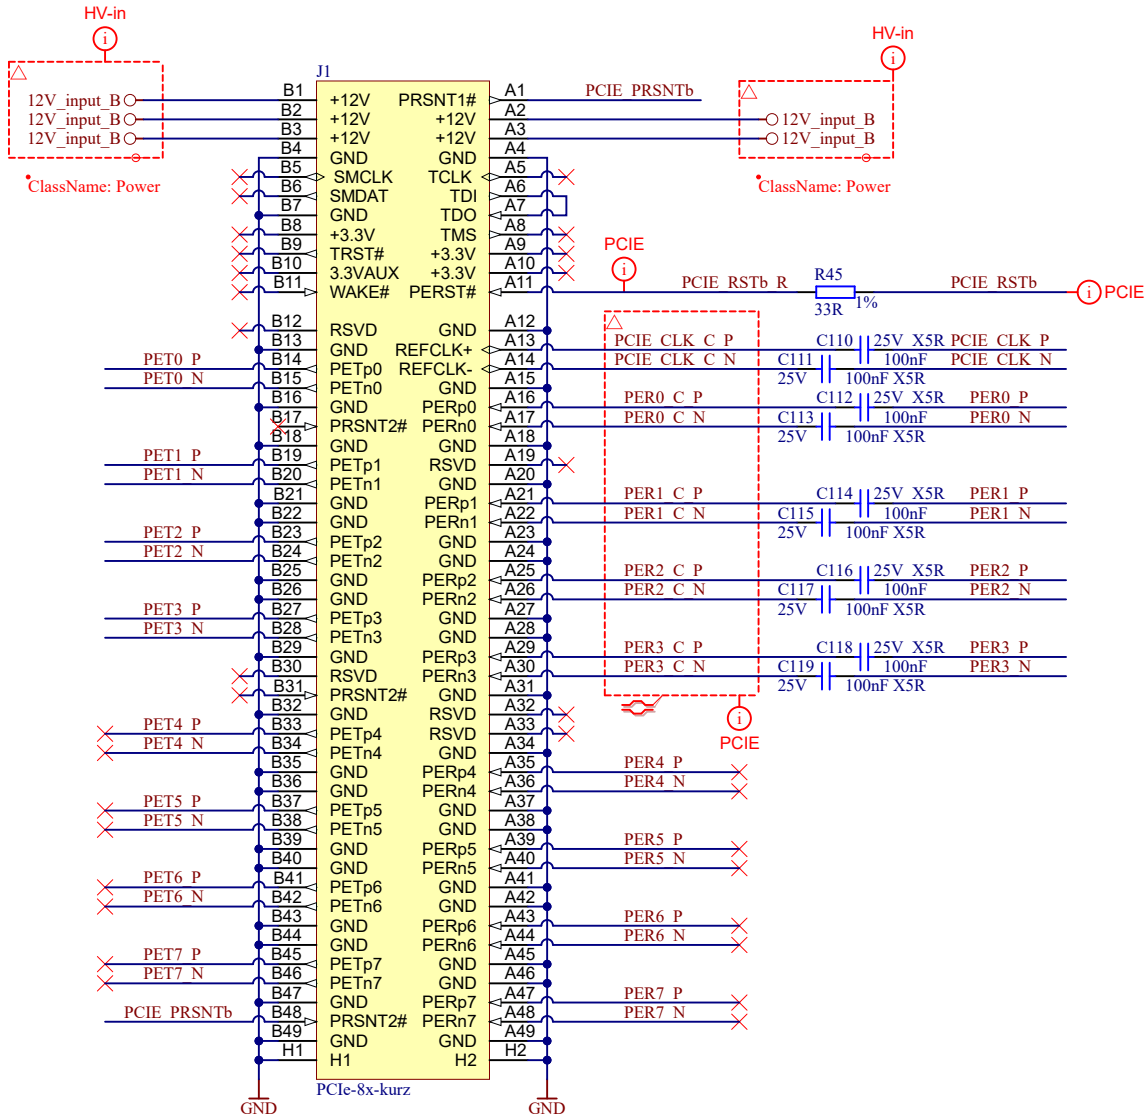 HV-in
HV-in
J1
12V_input_B B1 +12V PRSNT1# A1 PCIE_PRSNTb
12V_input_B B2 +12V +12V A2 12V_input_B
12V_input_B B3 +12V +12V A3 12V_input_B
B4 GND GND A4
ClassName: Power B5 SMCLK TCLK A5 ClassName: Power
B6 SMDAT TDI A6
B7 GND TDO A7
B8 +3.3V TMS A8
B9 TRST# +3.3V A9 PCIE
B10 3.3VAUX +3.3V A10 R45
B11 WAKE# PERST# A11 PCIE_RSTb_R 33R 1% PCIE_RSTb PCIE
B12 RSVD GND A12
B13 GND REFCLK+ A13 PCIE_CLK_C_P C110 25V X5R 100nF PCIE_CLK_P
PET0_P B14 PETp0 REFCLK- A14 PCIE_CLK_C_N C111 25V 100nF X5R PCIE_CLK_N
PET0_N B15 PETn0 GND A15
B16 GND PERp0 A16 PER0_C_P C112 25V X5R 100nF PER0_P
B17 PRSNT2# PERn0 A17 PER0_C_N C113 25V 100nF X5R PER0_N
B18 GND GND A18
PET1_P B19 PETp1 RSVD A19
PET1_N B20 PETn1 GND A20
B21 GND PERp1 A21 PER1_C_P C114 25V X5R 100nF PER1_P
B22 GND PERn1 A22 PER1_C_N C115 25V 100nF X5R PER1_N
PET2_P B23 PETp2 GND A23
PET2_N B24 PETn2 GND A24
B25 GND PERp2 A25 PER2_C_P C116 25V X5R 100nF PER2_P
B26 GND PERn2 A26 PER2_C_N C117 25V 100nF X5R PER2_N
PET3_P B27 PETp3 GND A27
PET3_N B28 PETn3 GND A28
B29 GND PERp3 A29 PER3_C_P C118 25V X5R 100nF PER3_P
B30 RSVD PERn3 A30 PER3_C_N C119 25V 100nF X5R PER3_N
B31 PRSNT2# GND A31
B32 GND RSVD A32
PET4_P B33 PETp4 RSVD A33 PCIE
PET4_N B34 PETn4 GND A34
B35 GND PERp4 A35 PER4_P
B36 GND PERn4 A36 PER4_N
PET5_P B37 PETp5 GND A37
PET5_N B38 PETn5 GND A38
B39 GND PERp5 A39 PER5_P
B40 GND PERn5 A40 PER5_N
PET6_P B41 PETp6 GND A41
PET6_N B42 PETn6 GND A42
B43 GND PERp6 A43 PER6_P
B44 GND PERn6 A44 PER6_N
PET7_P B45 PETp7 GND A45
PET7_N B46 PETn7 GND A46
B47 GND PERp7 A47 PER7_P
PCIE_PRSNTb B48 PRSNT2# PERn7 A48 PER7_N
B49 GND GND A49
H1 H1 H2 H2
PCIe-8x-kurz
GND GND